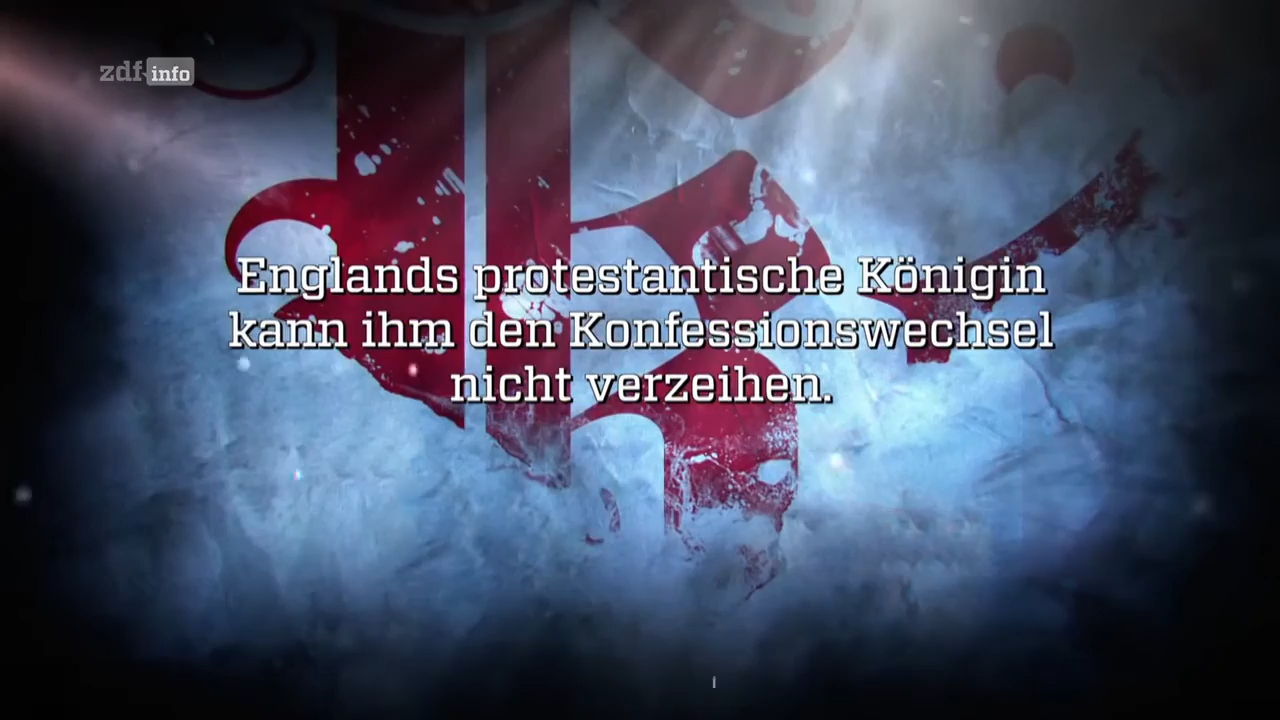 zdf info
Englands protestantische Königin
kann ihm den Konfessionswechsel
nicht verzeihen.